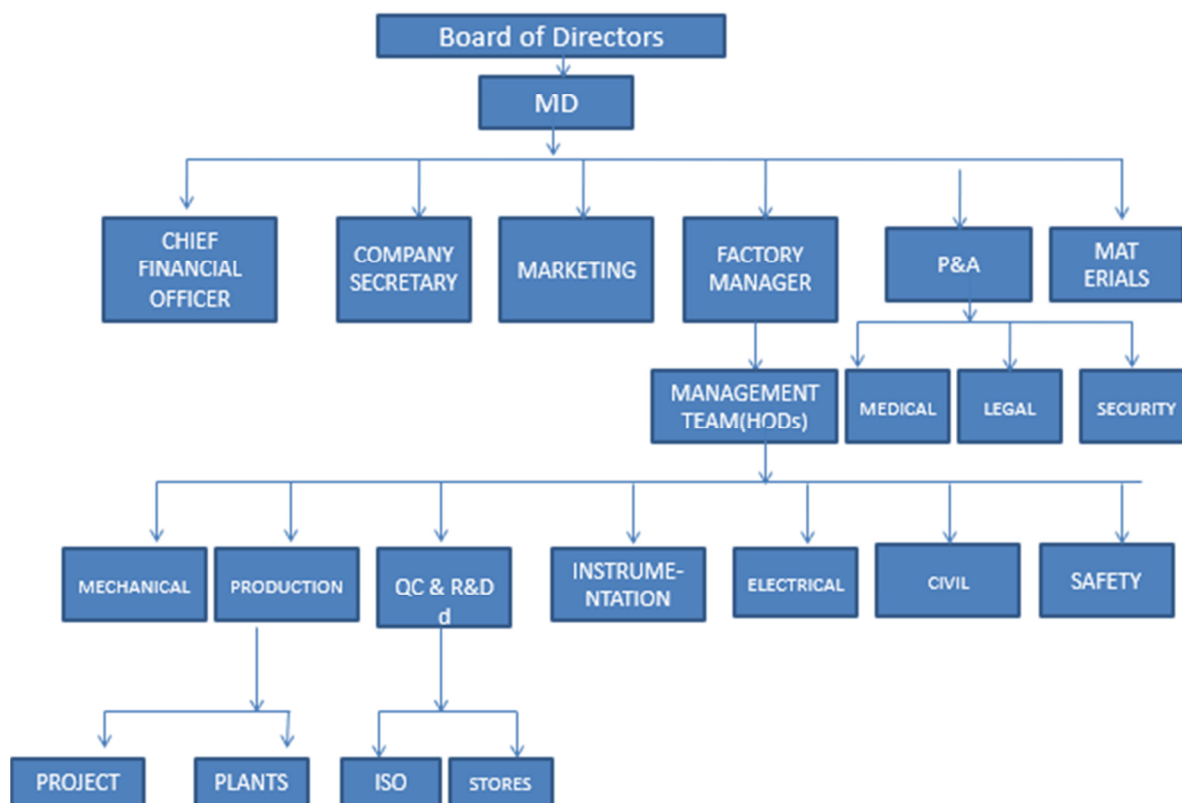 Board of Directors
MD
CHIEF
FINANCIAL
OFFICER
COMPANY
SECRETARY
MARKETING
FACTORY
MANAGER
P&A
MAT
ERIALS
MANAGEMENT
TEAM(HODs)
MEDICAL
LEGAL
SECURITY
MECHANICAL
PRODUCTION
QC & R&D
d
INSTRUME-
NTATION
ELECTRICAL
CIVIL
SAFETY
PROJECT
PLANTS
ISO
STORES